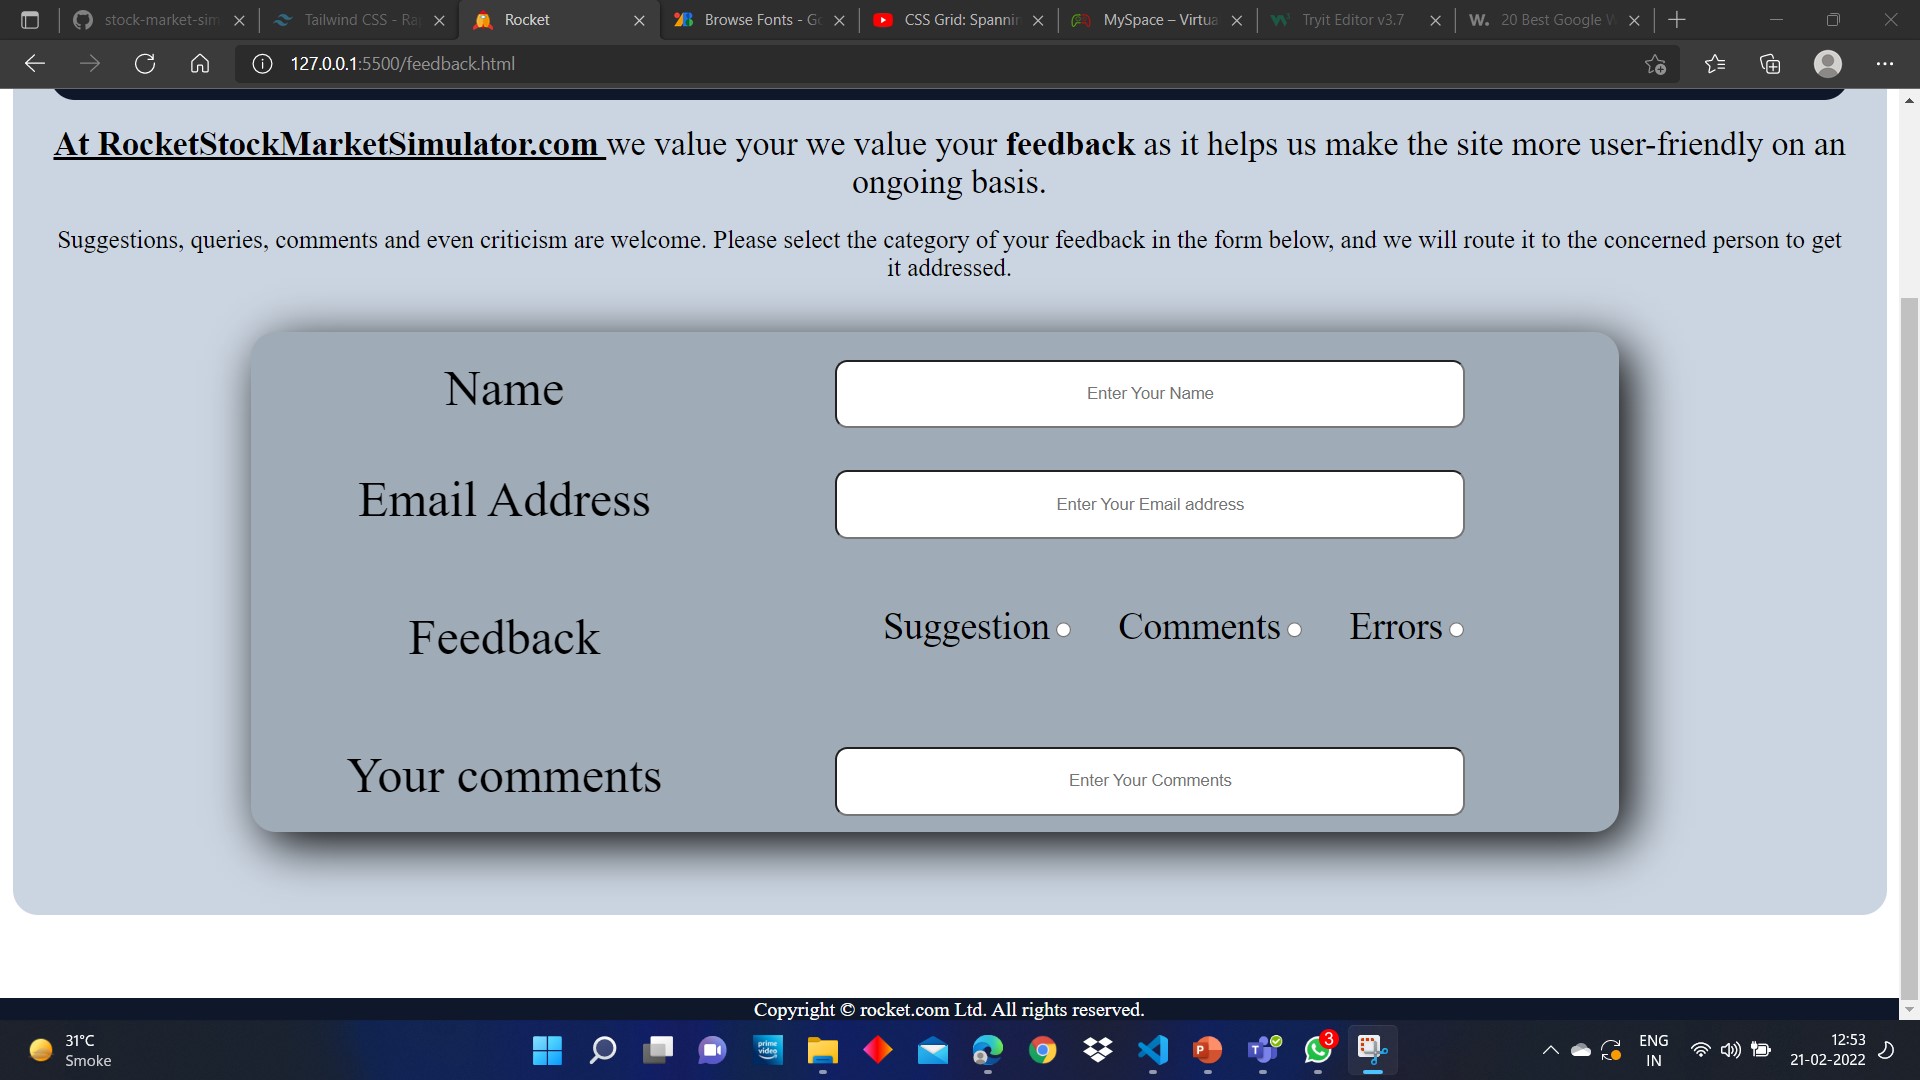 stock-market-sim
Tailwind CSS - Ra
Rocket
Browse Fonts - Go
CSS Grid: Spannin
MySpace – Virtua
Tryit Editor v3.7
W. 20 Best Google W
127.0.0.1:5500/feedback.html
At RocketStockMarketSimulator.com we value your we value your feedback as it helps us make the site more user-friendly on an
ongoing basis.
Suggestions, queries, comments and even criticism are welcome. Please select the category of your feedback in the form below, and we will route it to the concerned person to get
it addressed.
Name
Enter Your Name
Email Address
Enter Your Email address
Feedback
Suggestion Comments Errors
Your comments
Enter Your Comments
Copyright © rocket.com Ltd. All rights reserved.
31°C
Smoke
prime
video
3
ENG
IN
12:53
21-02-2022